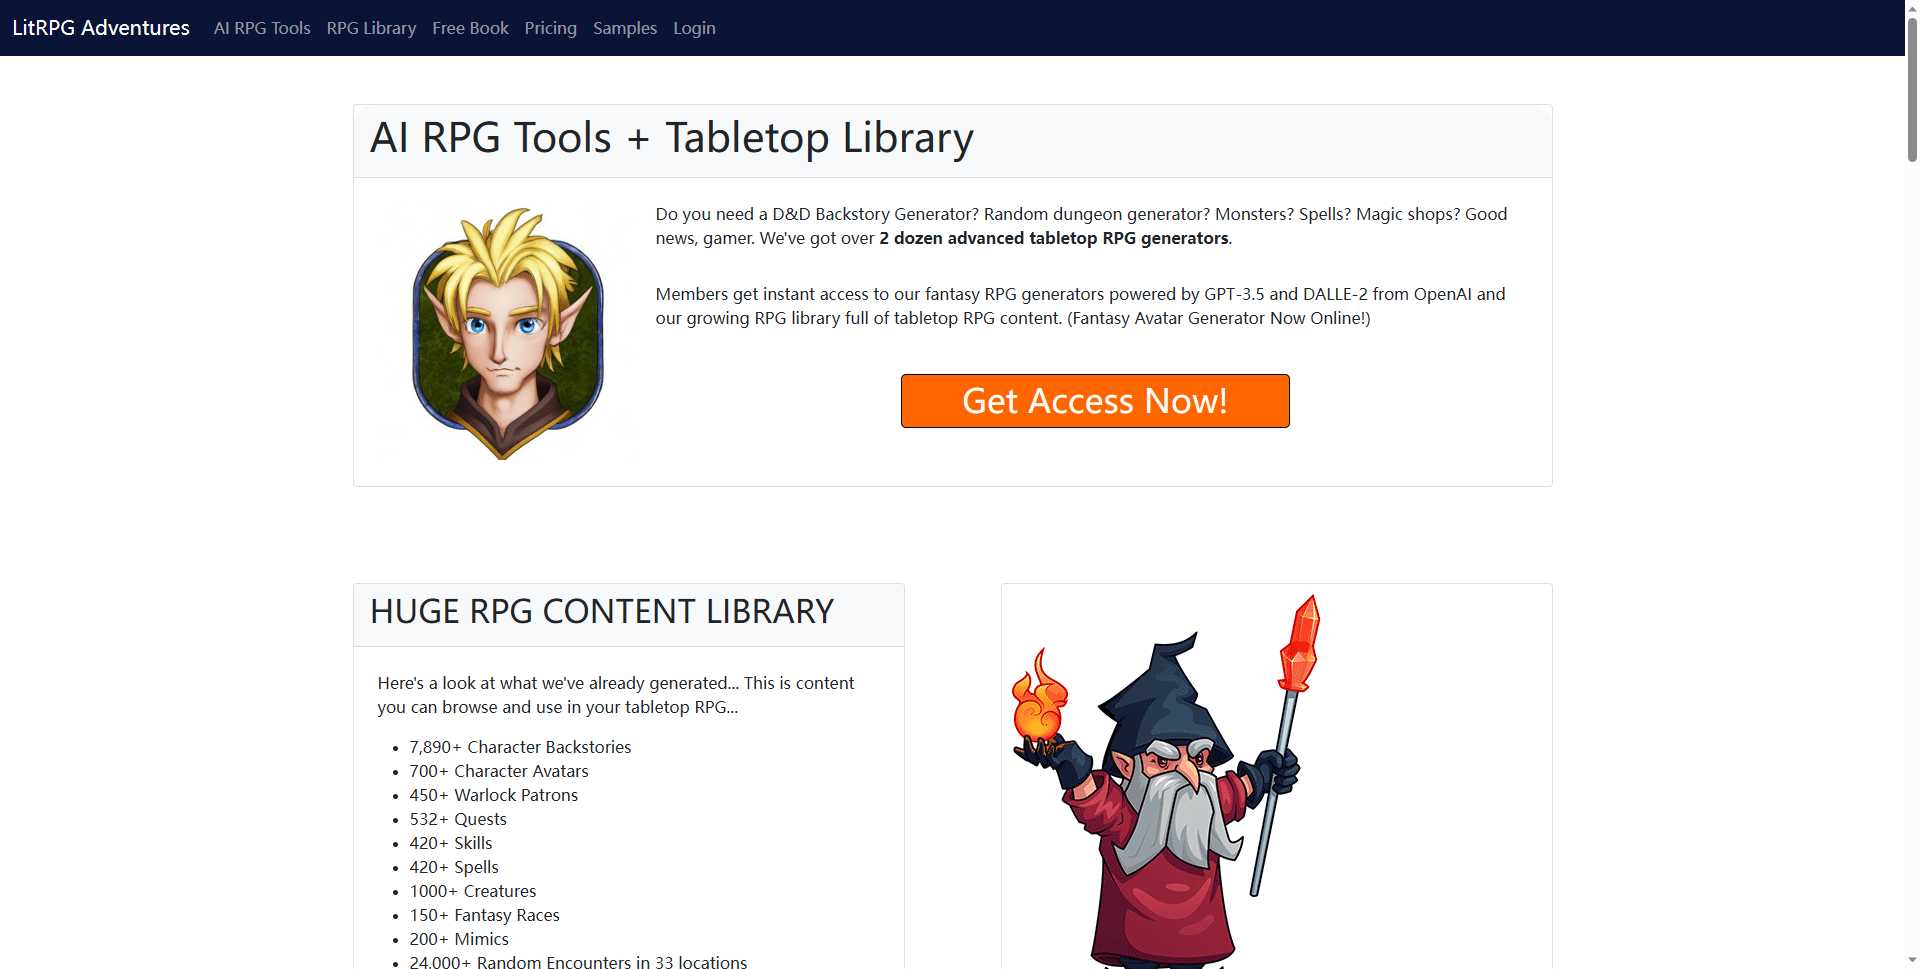 LitRPG Adventures AI RPG Tools RPG Library Free Book Pricing Samples Login
AI RPG Tools + Tabletop Library
Do you need a D&D Backstory Generator? Random dungeon generator? Monsters? Spells? Magic shops? Good
news, gamer. We've got over 2 dozen advanced tabletop RPG generators.
Members get instant access to our fantasy RPG generators powered by GPT-3.5 and DALLE-2 from OpenAI and
our growing RPG library full of tabletop RPG content. (Fantasy Avatar Generator Now Online!)
Get Access Now!
HUGE RPG CONTENT LIBRARY
Here's a look at what we've already generated... This is content
you can browse and use in your tabletop RPG...
• 7,890+ Character Backstories
• 700+ Character Avatars
• 450+ Warlock Patrons
• 532+ Quests
• 420+ Skills
• 420+ Spells
• 1000+ Creatures
• 150+ Fantasy Races
• 200+ Mimics
• 24,000+ Random Encounters in 33 locations